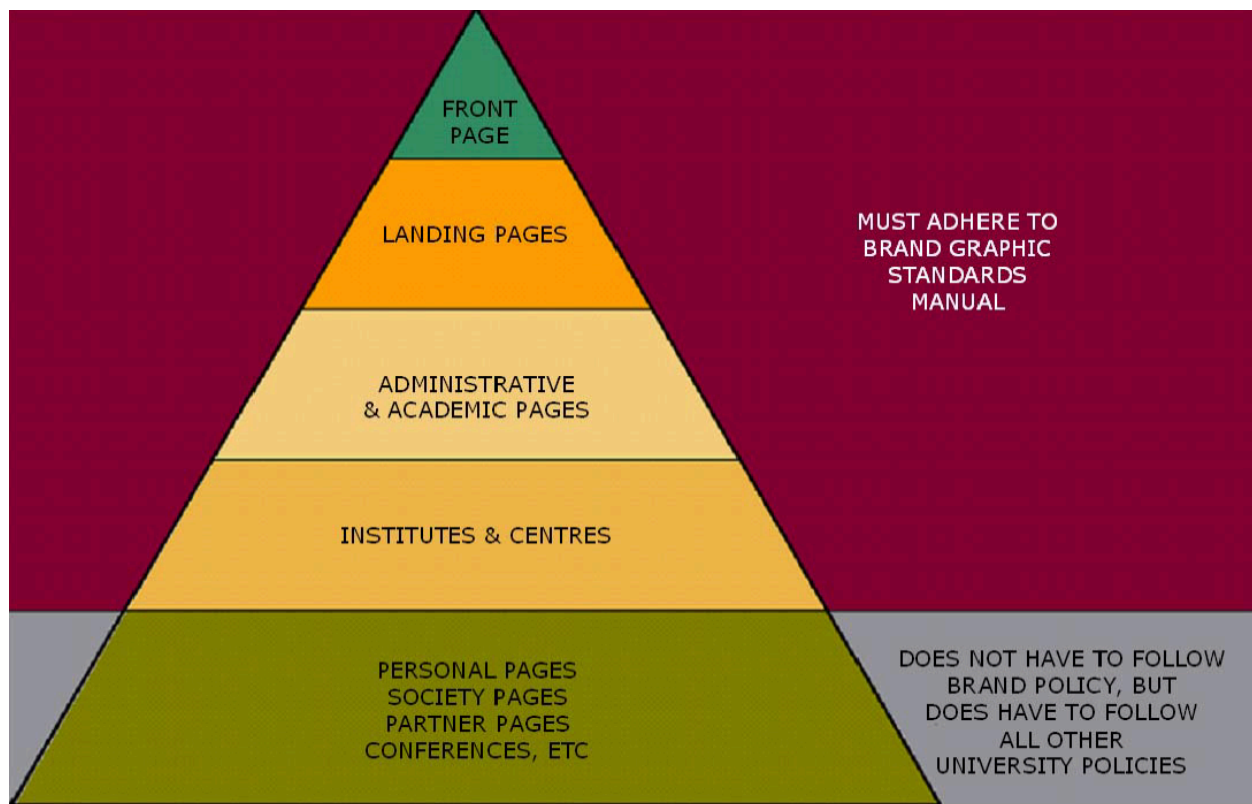 FRONT
PAGE
LANDING PAGES
MUST ADHERE TO
BRAND GRAPHIC
STANDARDS
MANUAL
ADMINISTRATIVE
& ACADEMIC PAGES
INSTITUTES & CENTRES
PERSONAL PAGES
SOCIETY PAGES
PARTNER PAGES
CONFERENCES, ETC
DOES NOT HAVE TO FOLLOW
BRAND POLICY, BUT
DOES HAVE TO FOLLOW
ALL OTHER
UNIVERSITY POLICIES